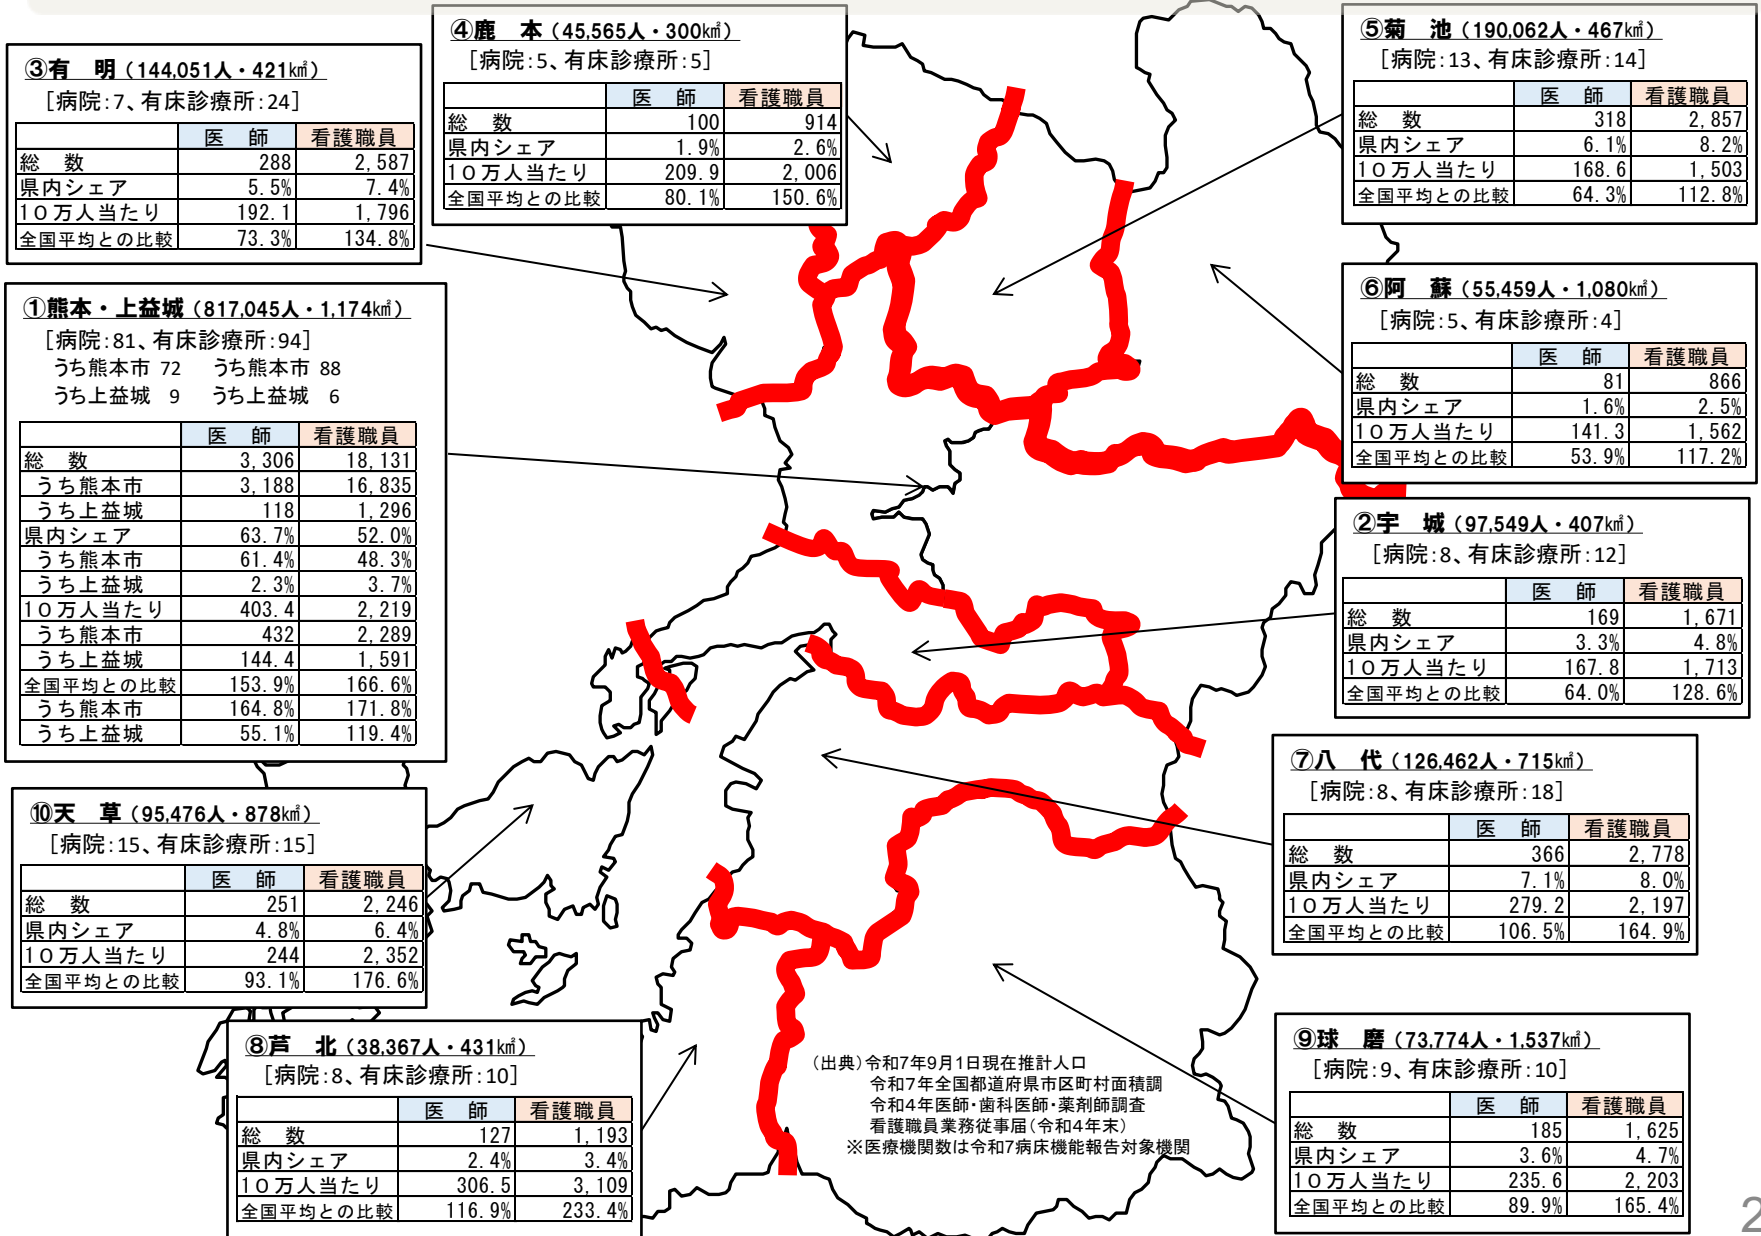 ④鹿　本（45,565人・300㎢）
［病院:5、有床診療所:5］
医　師　看護職員
総　数　100　914
県内シェア　1.9%　2.6%
10万人当たり　209.9　2,006
全国平均との比較　80.1%　150.6%
⑤菊　池（190,062人・467㎢）
［病院:13、有床診療所:14］
医　師　看護職員
総　数　318　2,857
県内シェア　6.1%　8.2%
10万人当たり　168.6　1,503
全国平均との比較　64.3%　112.8%
③有　明（144,051人・421㎢）
［病院:7、有床診療所:24］
医　師　看護職員
総　数　288　2,587
県内シェア　5.5%　7.4%
10万人当たり　192.1　1,796
全国平均との比較　73.3%　134.8%
①熊本・上益城（817,045人・1,174㎢）
［病院:81、有床診療所:94］
うち熊本市 72　うち熊本市 88
うち上益城 9　うち上益城 6
医　師　看護職員
総　数　3,306　18,131
うち熊本市　3,188　16,835
うち上益城　118　1,296
県内シェア　63.7%　52.0%
うち熊本市　61.4%　48.3%
うち上益城　2.3%　3.7%
10万人当たり　403.4　2,219
うち熊本市　432　2,289
うち上益城　144.4　1,591
全国平均との比較　153.9%　166.6%
うち熊本市　164.8%　171.8%
うち上益城　55.1%　119.4%
⑥阿　蘇（55,459人・1,080㎢）
［病院:5、有床診療所:4］
医　師　看護職員
総　数　81　866
県内シェア　1.6%　2.5%
10万人当たり　141.3　1,562
全国平均との比較　53.9%　117.2%
②宇　城（97,549人・407㎢）
［病院:8、有床診療所:12］
医　師　看護職員
総　数　169　1,671
県内シェア　3.3%　4.8%
10万人当たり　167.8　1,713
全国平均との比較　64.0%　128.6%
⑦八　代（126,462人・715㎢）
［病院:8、有床診療所:18］
医　師　看護職員
総　数　366　2,778
県内シェア　7.1%　8.0%
10万人当たり　279.2　2,197
全国平均との比較　106.5%　164.9%
⑩天　草（95,476人・878㎢）
［病院:15、有床診療所:15］
医　師　看護職員
総　数　251　2,246
県内シェア　4.8%　6.4%
10万人当たり　244　2,352
全国平均との比較　93.1%　176.6%
⑧芦　北（38,367人・431㎢）
［病院:8、有床診療所:10］
医　師　看護職員
総　数　127　1,193
県内シェア　2.4%　3.4%
10万人当たり　306.5　3,109
全国平均との比較　116.9%　233.4%
（出典）令和7年9月1日現在推計人口
令和7年全国都道府県市区町村面積調
令和4年医師・歯科医師・薬剤師調査
看護職員業務従事届（令和4年末）
※医療機関数は令和7病床機能報告対象機関
⑨球　磨（73,774人・1,537㎢）
［病院:9、有床診療所:10］
医　師　看護職員
総　数　185　1,625
県内シェア　3.6%　4.7%
10万人当たり　235.6　2,203
全国平均との比較　89.9%　165.4%
2